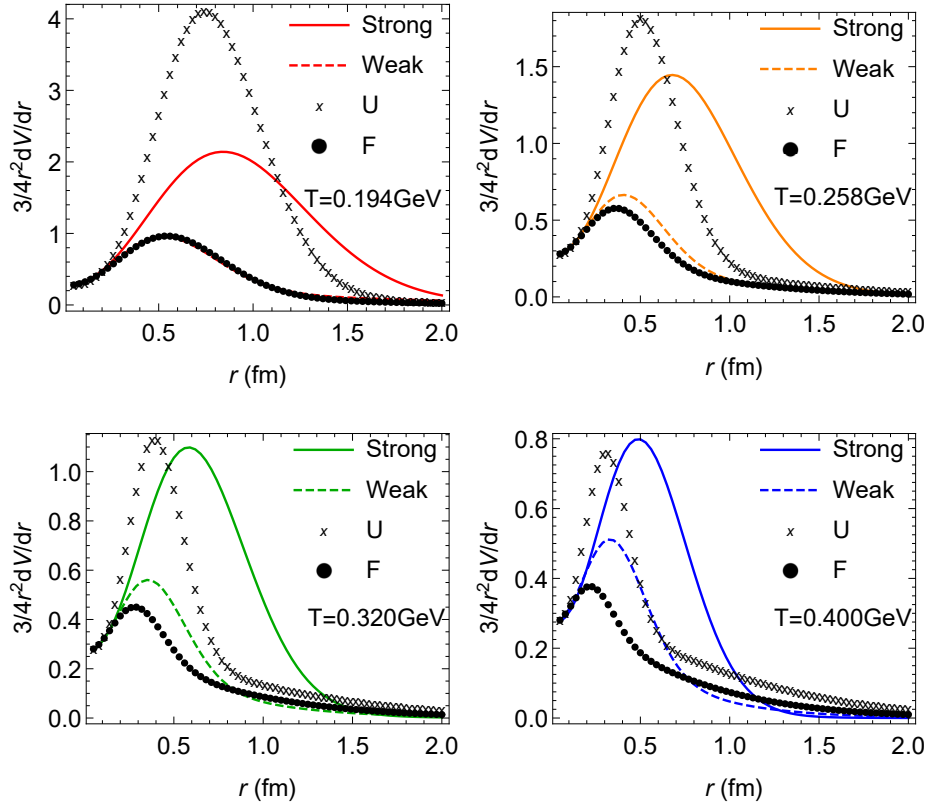 3/4r²dV/dr
4
3
2
1
0
Strong
Weak
x U
● F
T=0.194GeV
0.5 1.0 1.5 2.0
r (fm)
3/4r²dV/dr
1.5
1.0
0.5
0.0
Strong
Weak
x U
● F
T=0.258GeV
0.5 1.0 1.5 2.0
r (fm)
3/4r²dV/dr
1.0
0.8
0.6
0.4
0.2
0.0
Strong
Weak
x U
● F
T=0.320GeV
0.5 1.0 1.5 2.0
r (fm)
3/4r²dV/dr
0.8
0.6
0.4
0.2
0.0
Strong
Weak
x U
● F
T=0.400GeV
0.5 1.0 1.5 2.0
r (fm)